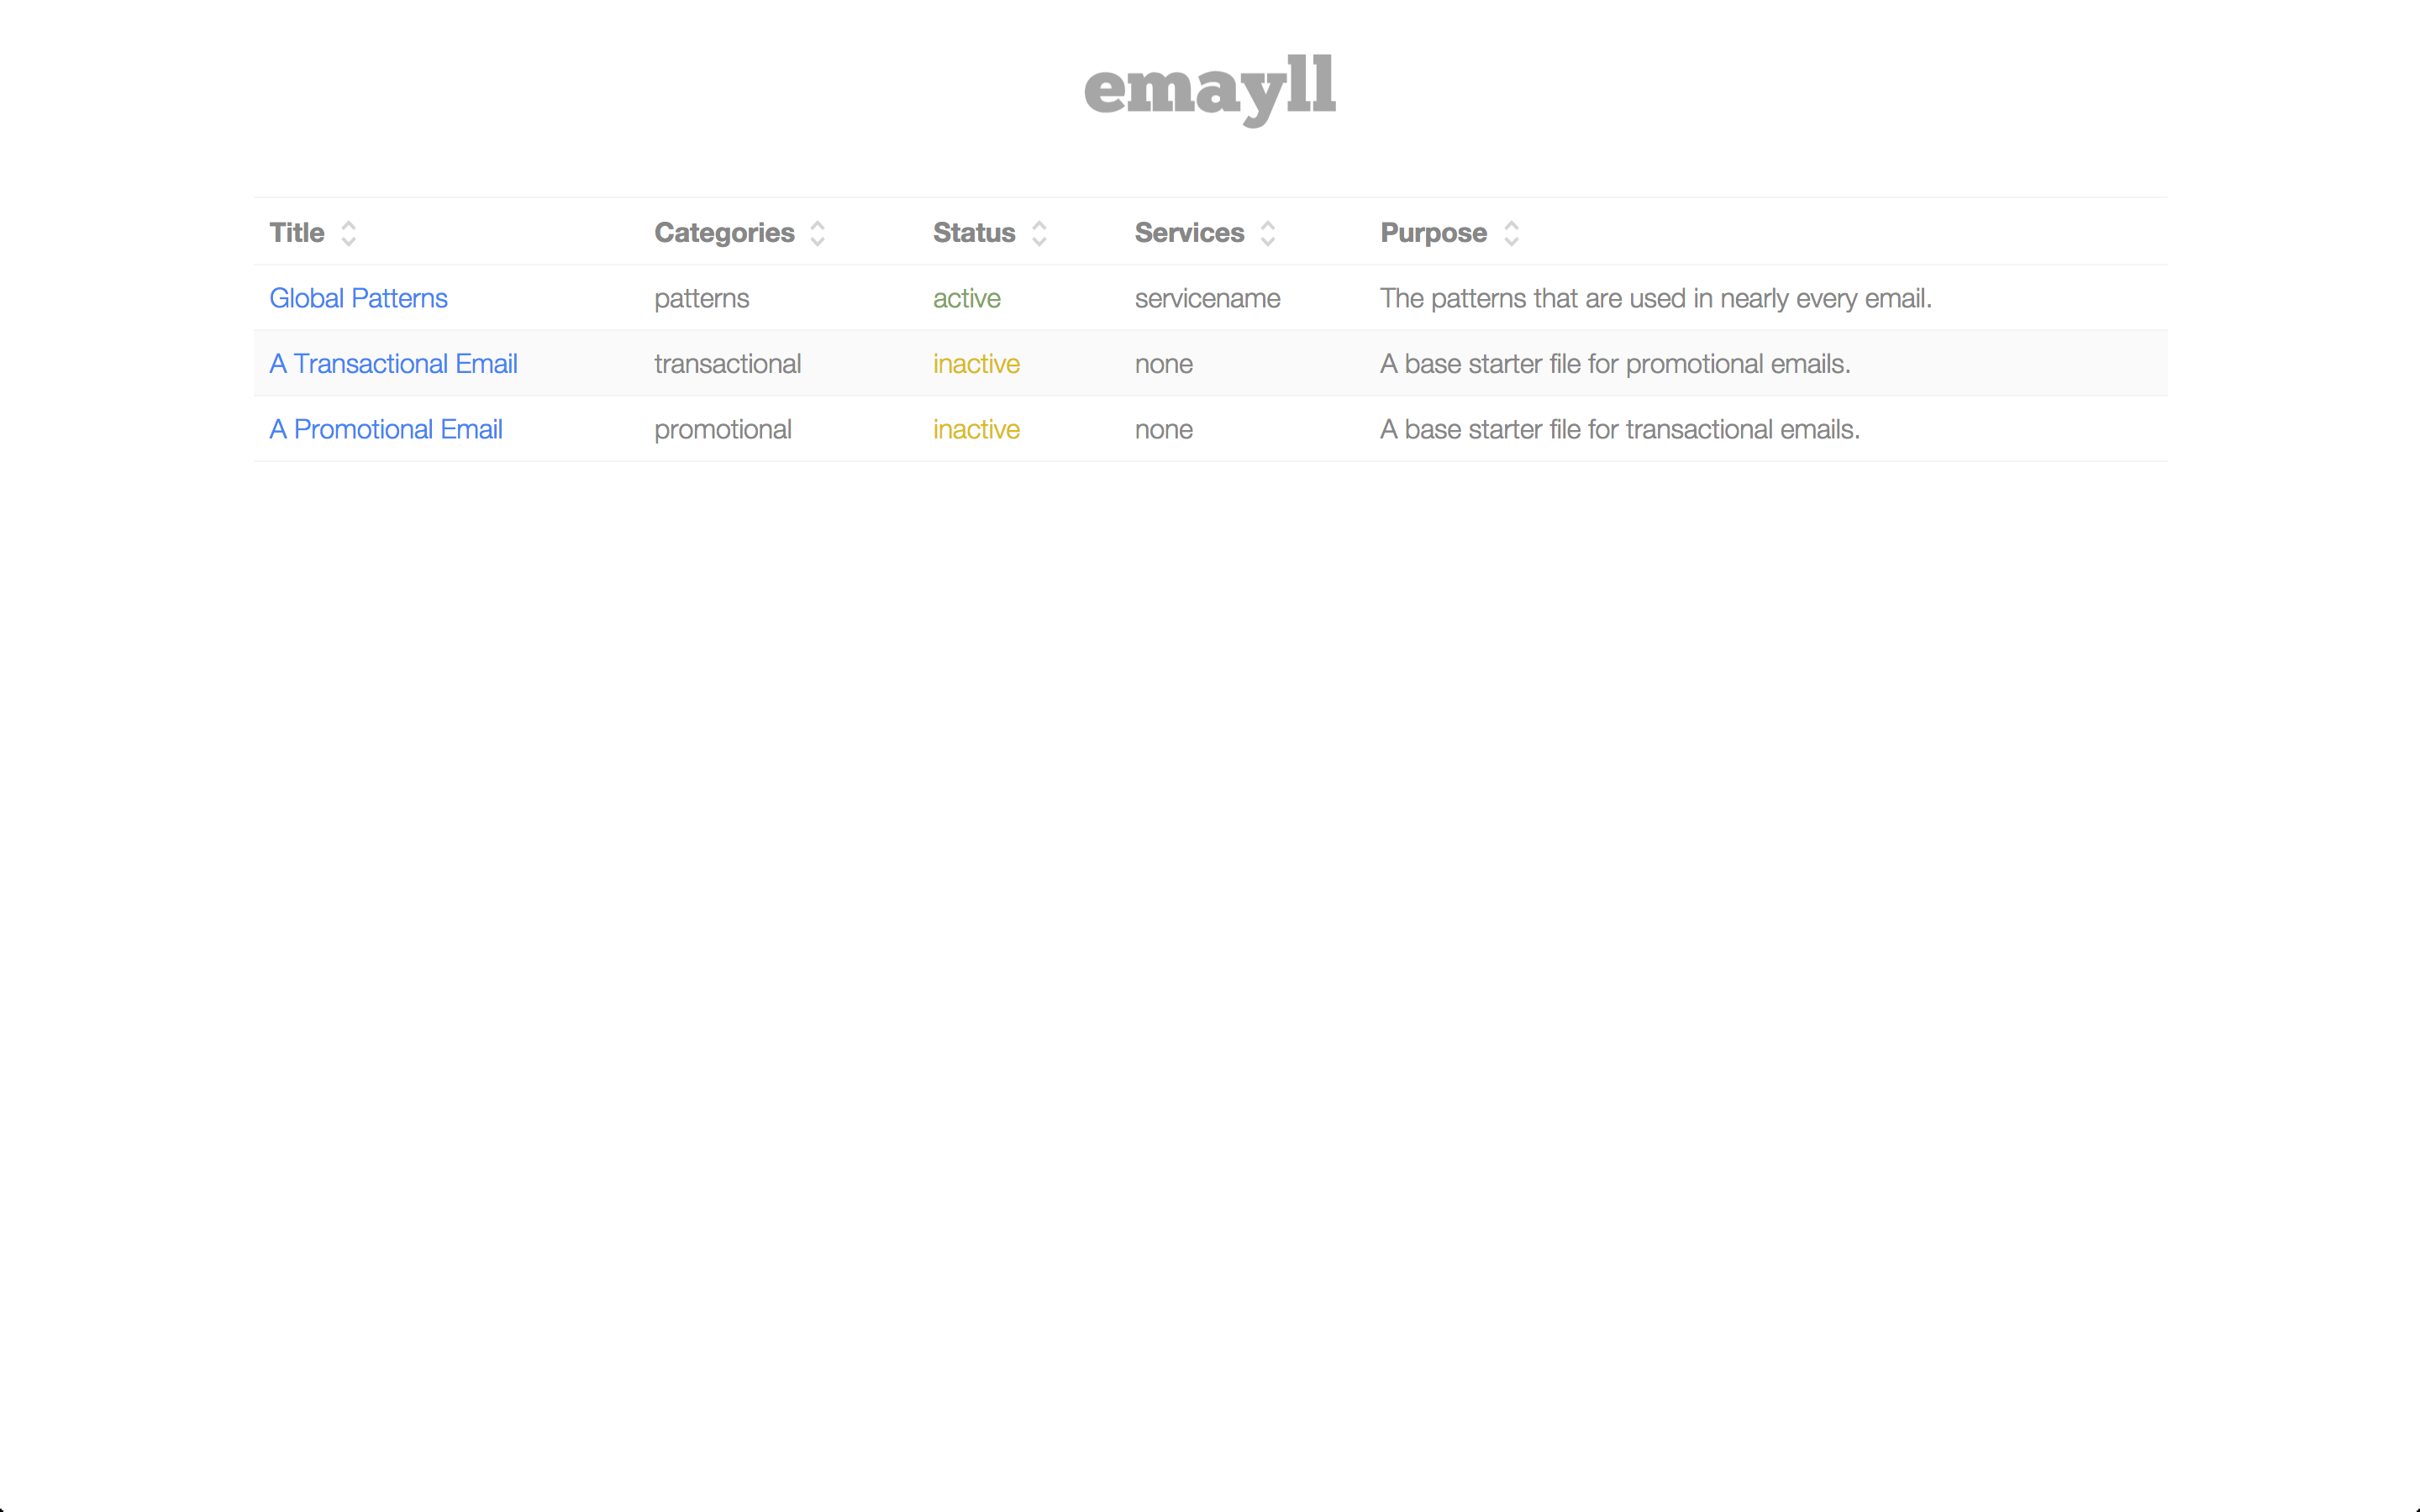 emayll
Title Categories Status Services Purpose
Global Patterns patterns active servicename The patterns that are used in nearly every email.
A Transactional Email transactional inactive none A base starter file for promotional emails.
A Promotional Email promotional inactive none A base starter file for transactional emails.